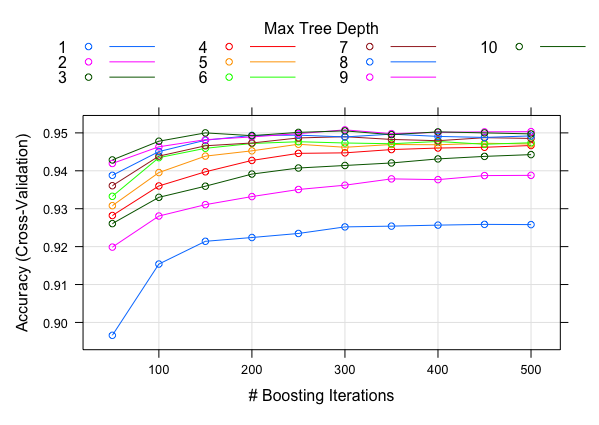 Max Tree Depth
1 4 7 10
2 5 8
3 6 9
Accuracy (Cross-Validation)
0.95
0.94
0.93
0.92
0.91
0.90
100 200 300 400 500
# Boosting Iterations